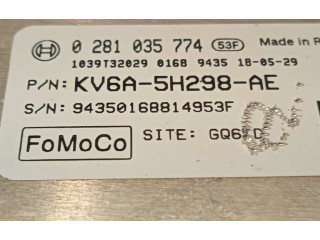 BOSCH 0 281 035 774 53F Made in
1039T32029 0168 9435 18-05-29
P/N: KV6A-5H298-AE
S/N: 94350168814953F
FoMoCo SITE: